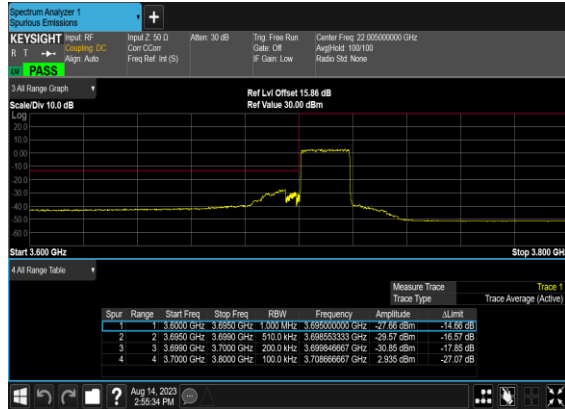 Spectrum Analyzer 1
Spurious Emissions
+
KEYSIGHT Input: RF Input Z: 50 Ω Atten: 30 dB Trig: Free Run Center Freq: 22.005000000 GHz
R T Coupling: DC Corr CCorr Gate: Off Avg|Hold: 100/100
Align: Auto Freq Ref: Int (S) IF Gain: Low Radio Std: None
PASS
3 All Range Graph Ref Lvl Offset 15.86 dB
Scale/Div 10.0 dB Ref Value 30.00 dBm
Log
20.0
10.0
0.00
-10.0
-20.0
-30.0
-40.0
-50.0
-60.0
Start 3.600 GHz Stop 3.800 GHz
4 All Range Table
Measure Trace Trace 1
Trace Type Trace Average (Active)
Spur Range Start Freq Stop Freq RBW Frequency Amplitude ΔLimit
1 1 3.6000 GHz 3.6950 GHz 1.000 MHz 3.695000000 GHz -27.66 dBm -14.66 dB
2 2 3.6950 GHz 3.6990 GHz 510.0 kHz 3.698553333 GHz -29.57 dBm -16.57 dB
3 3 3.6990 GHz 3.7000 GHz 200.0 kHz 3.699846667 GHz -30.85 dBm -17.85 dB
4 4 3.7000 GHz 3.8000 GHz 100.0 kHz 3.708666667 GHz 2.935 dBm -27.07 dB
? Aug 14, 2023
2:55:34 PM